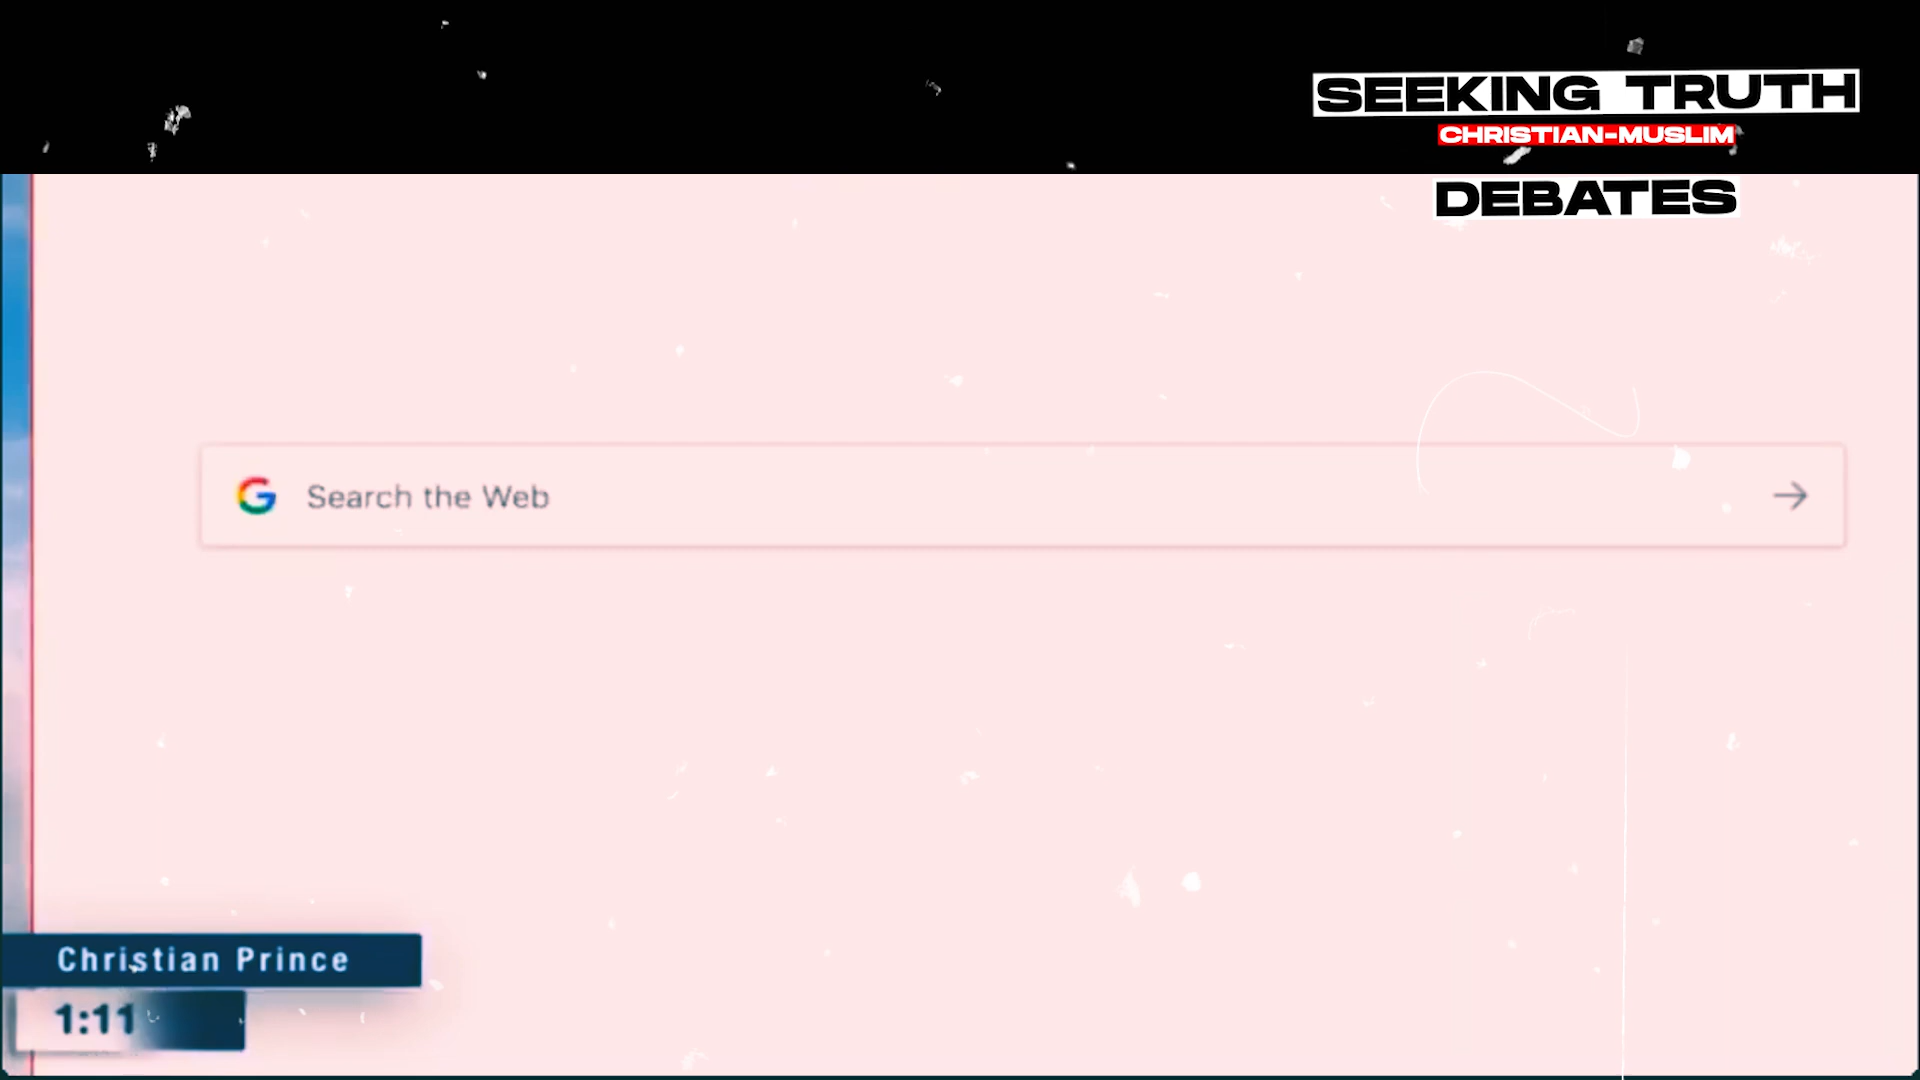 SEEKING TRUTH
CHRISTIAN-MUSLIM
DEBATES
Search the Web
Christian Prince
1:11